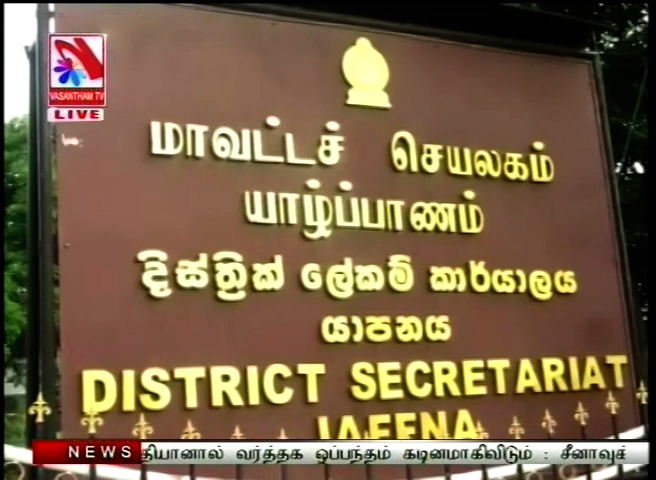 VASANTHAM TV
LIVE
மாவட்டச் செயலகம்
யாழ்ப்பாணம்
දිස්ත්‍රික් ලේකම් කාර්යාලය
යාපනය
DISTRICT SECRETARIAT
JAFFNA
NEWS தியானால் வர்த்தக ஒப்பந்தம் கடினமாகிவிடும் : சீனாவுக்